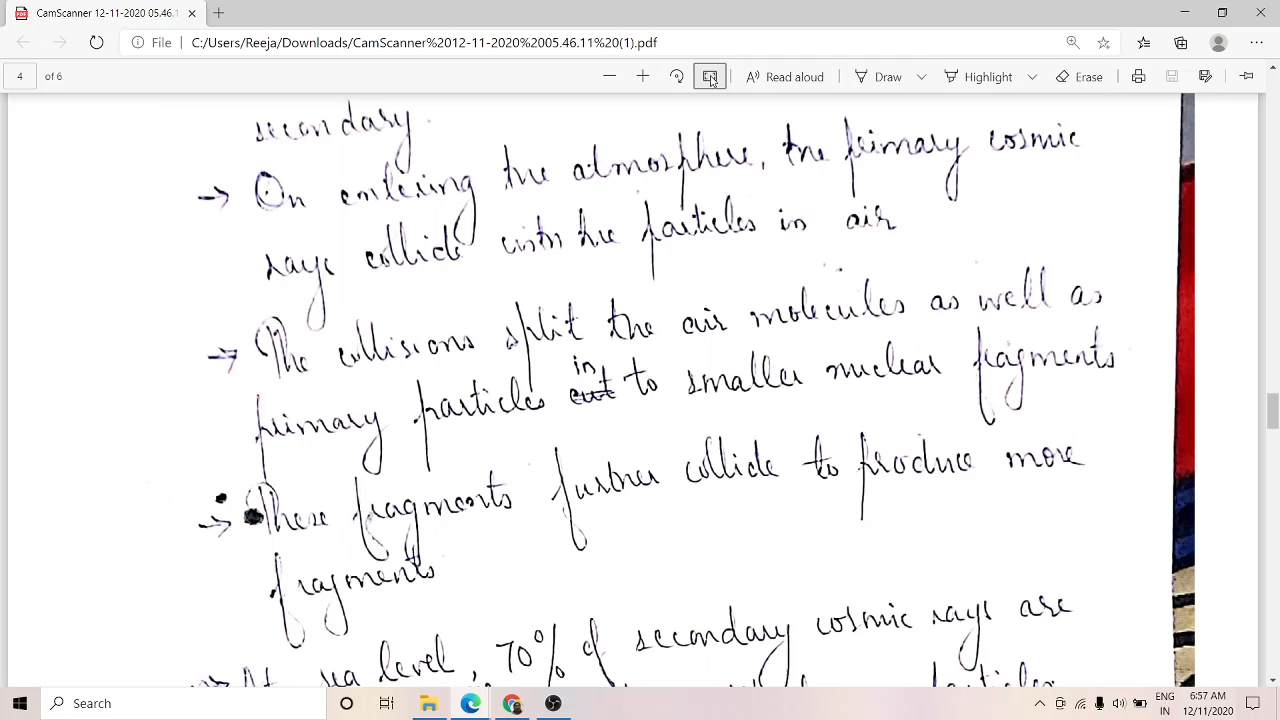 CamScanner 12-11-2020 05.46.1
File C:/Users/Reeja/Downloads/CamScanner%2012-11-2020%2005.46.11%20(1).pdf
4 of 6 Read aloud Draw Highlight Erase
secondary.
→ On entering the atmosphere, the primary cosmic
rays collide with the particles in air
→ The collisions split the air molecules as well as
in
primary particles out to smaller nuclear fragments
→ These fragments further collide to produce more
fragments
→ At sea level, 70% of secondary cosmic rays are
particles
Search ENG 6:57 AM
IN 12/11/2020